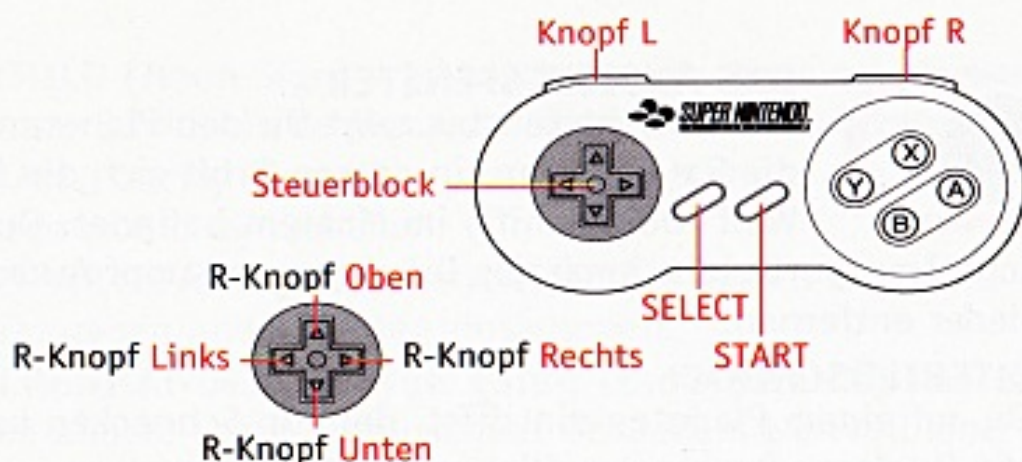 Knopf L
Knopf R
SUPER NINTENDO
Steuerblock
X
Y
A
B
SELECT
START
R-Knopf Oben
R-Knopf Links
R-Knopf Rechts
R-Knopf Unten